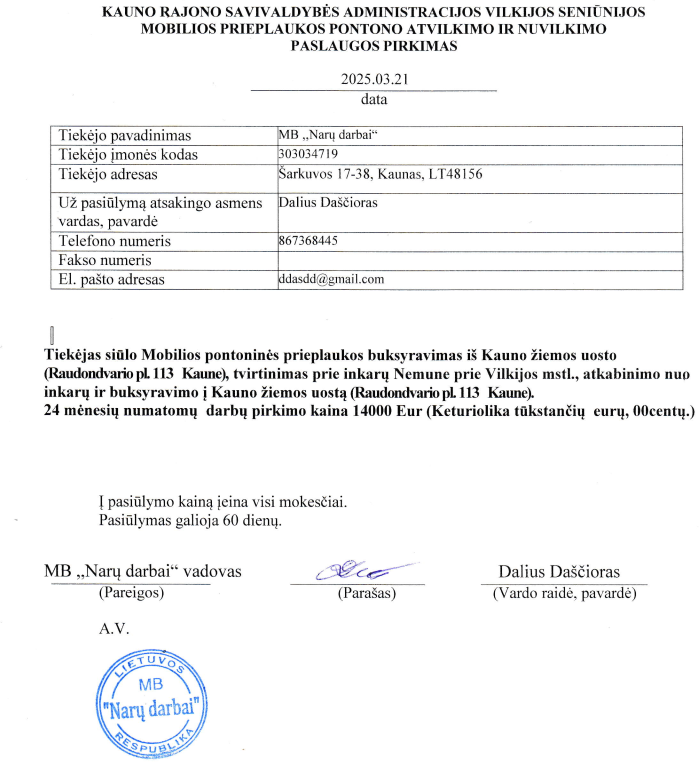 KAUNO RAJONO SAVIVALDYBĖS ADMINISTRACIJOS VILKIJOS SENIŪNIJOS
MOBILIOS PRIEPLAUKOS PONTONO ATVILKIMO IR NUVILKIMO
PASLAUGOS PIRKIMAS
2025.03.21
data
Tiekėjo pavadinimas MB ,,Narų darbai“
Tiekėjo įmonės kodas 303034719
Tiekėjo adresas Šarkuvos 17-38, Kaunas, LT48156
Už pasiūlymą atsakingo asmens Dalius Daščioras
vardas, pavardė
Telefono numeris 867368445
Fakso numeris
El. pašto adresas ddasdd@gmail.com
Tiekėjas siūlo Mobilios pontoninės prieplaukos buksyravimas iš Kauno žiemos uosto
(Raudondvario pl. 113 Kaune), tvirtinimas prie inkarų Nemune prie Vilkijos mstl., atkabinimo nuo
inkarų ir buksyravimo į Kauno žiemos uostą (Raudondvario pl. 113 Kaune).
24 mėnesių numatomų darbų pirkimo kaina 14000 Eur (Keturiolika tūkstančių eurų, 00centų.)
Į pasiūlymo kainą įeina visi mokesčiai.
Pasiūlymas galioja 60 dienų.
MB ,,Narų darbai“ vadovas Dalius Daščioras
(Pareigos) (Parašas) (Vardo raidė, pavardė)
A.V.
LIETUVOS
MB
"Narų darbai"
RESPUBLIKA